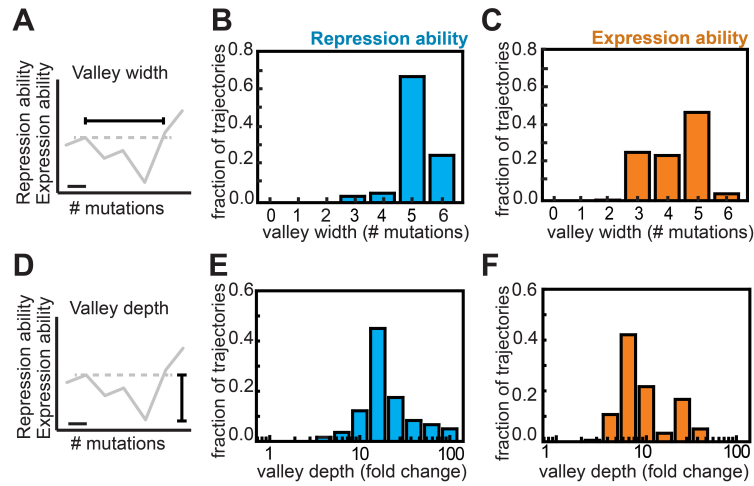 A
Valley width
Repression ability
Expression ability
# mutations
B
Repression ability
fraction of trajectories
0.8
0.6
0.4
0.2
0.0
0 1 2 3 4 5 6
valley width (# mutations)
C
Expression ability
fraction of trajectories
0.8
0.6
0.4
0.2
0.0
0 1 2 3 4 5 6
valley width (# mutations)
D
Valley depth
Repression ability
Expression ability
# mutations
E
fraction of trajectories
0.6
0.4
0.2
0.0
1 10 100
valley depth (fold change)
F
fraction of trajectories
0.6
0.4
0.2
0.0
1 10 100
valley depth (fold change)